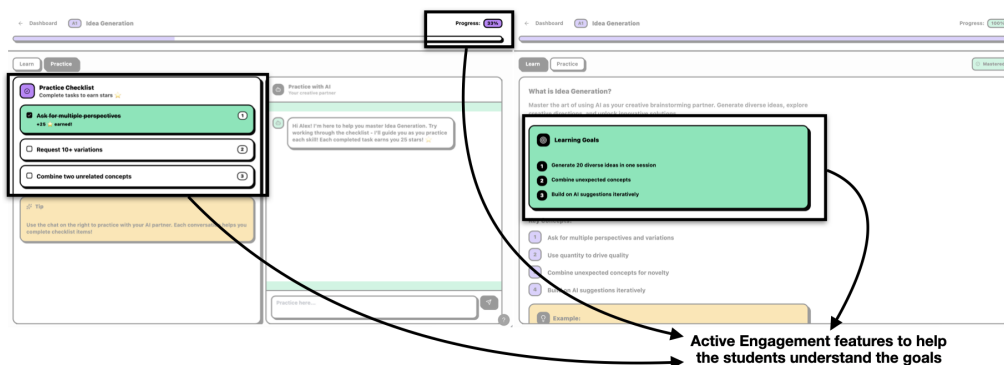 ← Dashboard A1 Idea Generation
Progress: 33%
Learn Practice
Practice Checklist
Complete tasks to earn stars
Ask for multiple perspectives 1
+25 earned!
Request 10+ variations 2
Combine two unrelated concepts 3
Tip
Use the chat on the right to practice with your AI partner. Each conversation helps you
complete checklist items!
Practice with AI
Your creative partner
Hi Alex! I'm here to help you master Idea Generation. Try
working through the checklist - I'll guide you as you practice
each skill! Each completed task earns you 25 stars!
Practice here...
?
← Dashboard A1 Idea Generation
Progress: 100%
Learn Practice
Mastered
What is Idea Generation?
Master the art of using AI as your creative brainstorming partner. Generate diverse ideas, explore
Learning Goals
1 Generate 20 diverse ideas in one session
2 Combine unexpected concepts
3 Build on AI suggestions iteratively
1 Ask for multiple perspectives and variations
2 Use quantity to drive quality
Combine unexpected concepts for novelty
4 Build on AI suggestions iteratively
Example:
Active Engagement features to help
the students understand the goals